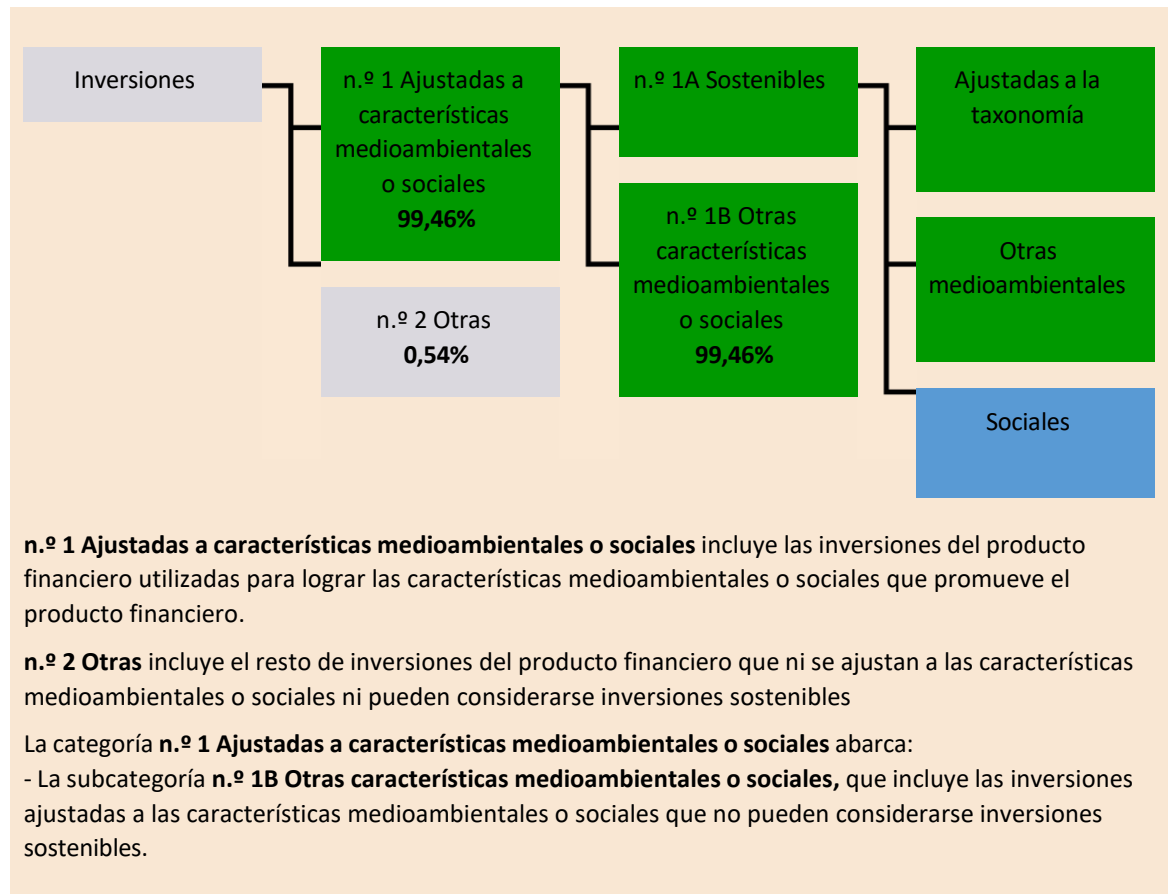 Inversiones
n.º 1 Ajustadas a
características
medioambientales
o sociales
99,46%
n.º 2 Otras
0,54%
n.º 1A Sostenibles
n.º 1B Otras
características
medioambientales
o sociales
99,46%
Ajustadas a la
taxonomía
Otras
medioambientales
Sociales
n.º 1 Ajustadas a características medioambientales o sociales incluye las inversiones del producto
financiero utilizadas para lograr las características medioambientales o sociales que promueve el
producto financiero.
n.º 2 Otras incluye el resto de inversiones del producto financiero que ni se ajustan a las características
medioambientales o sociales ni pueden considerarse inversiones sostenibles
La categoría n.º 1 Ajustadas a características medioambientales o sociales abarca:
- La subcategoría n.º 1B Otras características medioambientales o sociales, que incluye las inversiones
ajustadas a las características medioambientales o sociales que no pueden considerarse inversiones
sostenibles.